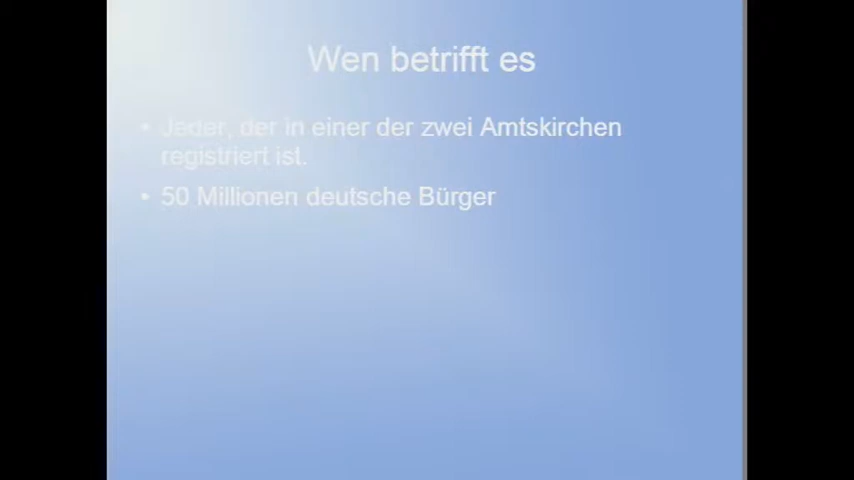 Wen betrifft es
• Jeder, der in einer der zwei Amtskirchen
registriert ist.
• 50 Millionen deutsche Bürger